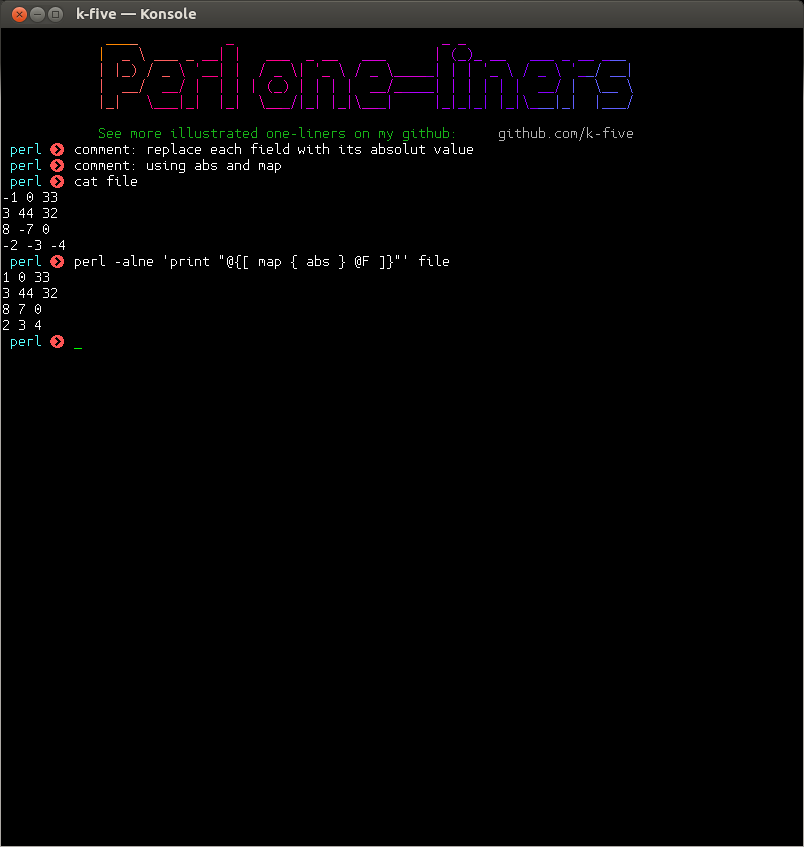 k-five — Konsole
Perl one-liners
See more illustrated one-liners on my github: github.com/k-five
perl comment: replace each field with its absolut value
perl comment: using abs and map
perl cat file
-1 0 33
3 44 32
8 -7 0
-2 -3 -4
perl perl -alne 'print "@{[ map { abs } @F ]}"' file
1 0 33
3 44 32
8 7 0
2 3 4
perl _